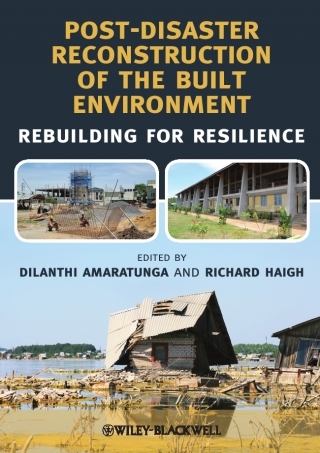 POST-DISASTER
RECONSTRUCTION
OF THE BUILT
ENVIRONMENT
REBUILDING FOR RESILIENCE
EDITED BY
DILANTHI AMARATUNGA AND RICHARD HAIGH
WILEY-BLACKWELL